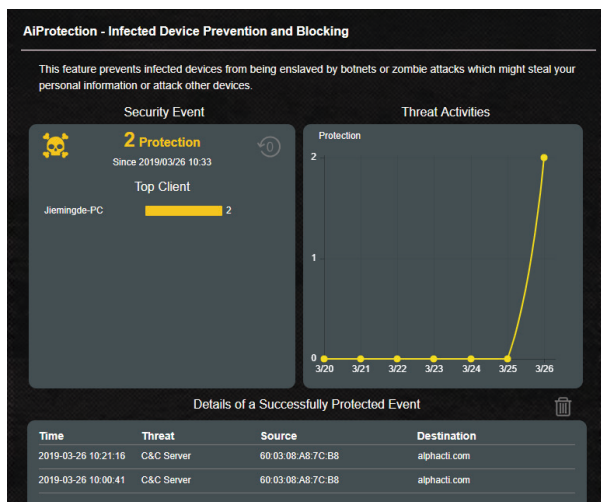 AiProtection - Infected Device Prevention and Blocking
This feature prevents infected devices from being enslaved by botnets or zombie attacks which might steal your
personal information or attack other devices.
Security Event
2 Protection
Since 2019/03/26 10:33
0
Top Client
Jiemingde-PC 2
Threat Activities
Protection
2
1
0
3/20 3/21 3/22 3/23 3/24 3/25 3/26
Details of a Successfully Protected Event
Time Threat Source Destination
2019-03-26 10:21:16 C&C Server 60:03:08:A8:7C:B8 alphacti.com
2019-03-26 10:00:41 C&C Server 60:03:08:A8:7C:B8 alphacti.com